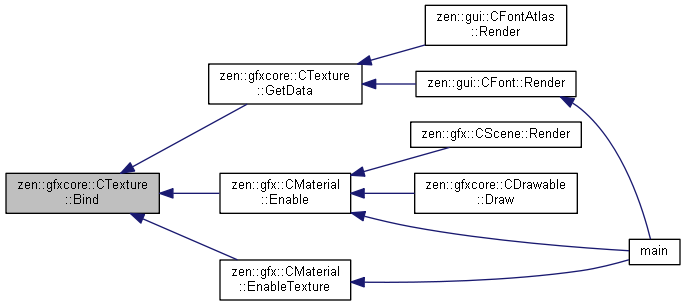 zen::gfxcore::CTexture
::Bind
zen::gfxcore::CTexture
::GetData
zen::gui::CFontAtlas
::Render
zen::gui::CFont::Render
zen::gfx::CMaterial
::Enable
zen::gfx::CScene::Render
zen::gfxcore::CDrawable
::Draw
main
zen::gfx::CMaterial
::EnableTexture